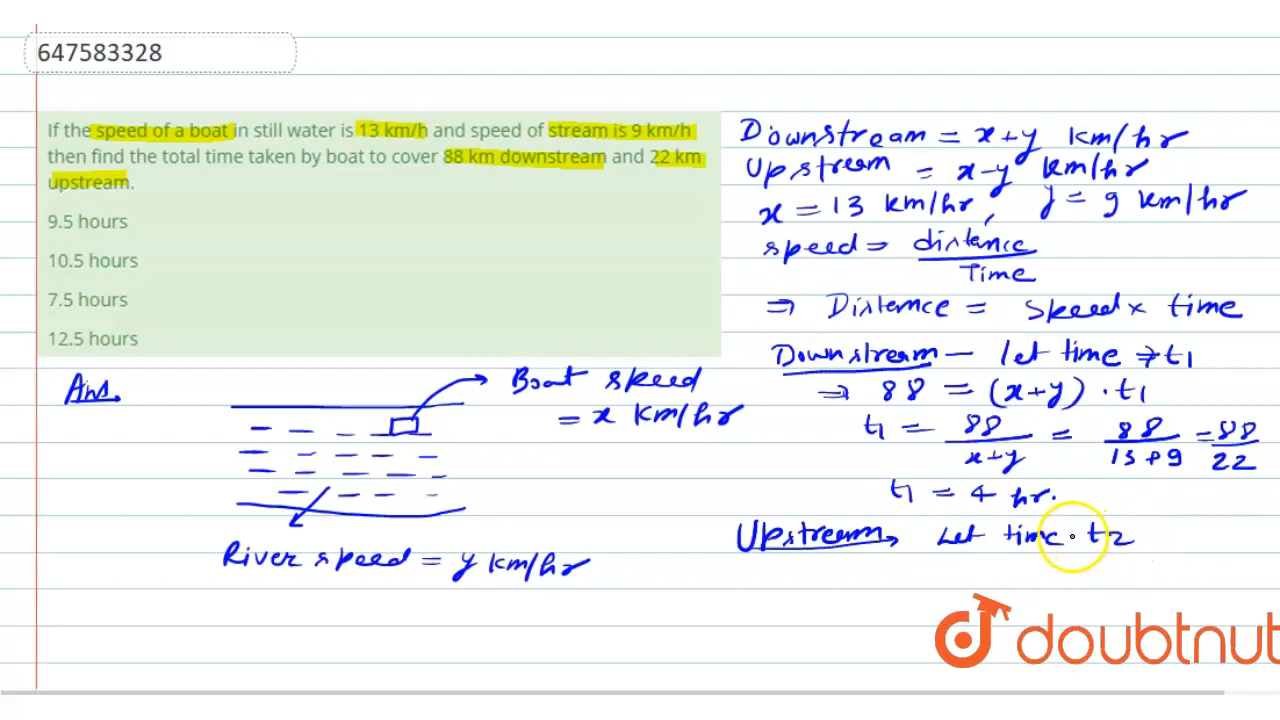 647583328
If the speed of a boat in still water is 13 km/h and speed of stream is 9 km/h
then find the total time taken by boat to cover 88 km downstream and 22 km
upstream.
9.5 hours
10.5 hours
7.5 hours
12.5 hours
Ans.
Boat speed
= x km/hr
River speed = y km/hr
Downstream = x+y km/hr
Upstream = x-y km/hr
x = 13 km/hr, y = 9 km/hr
speed = distance
Time
⇒ Distance = speed × time
Downstream – let time → t1
⇒ 88 = (x+y) · t1
t1 = 88 / x+y = 88 / 13+9 = 88 / 22
t1 = 4 hr.
Upstream → Let time · t2
doubtnut